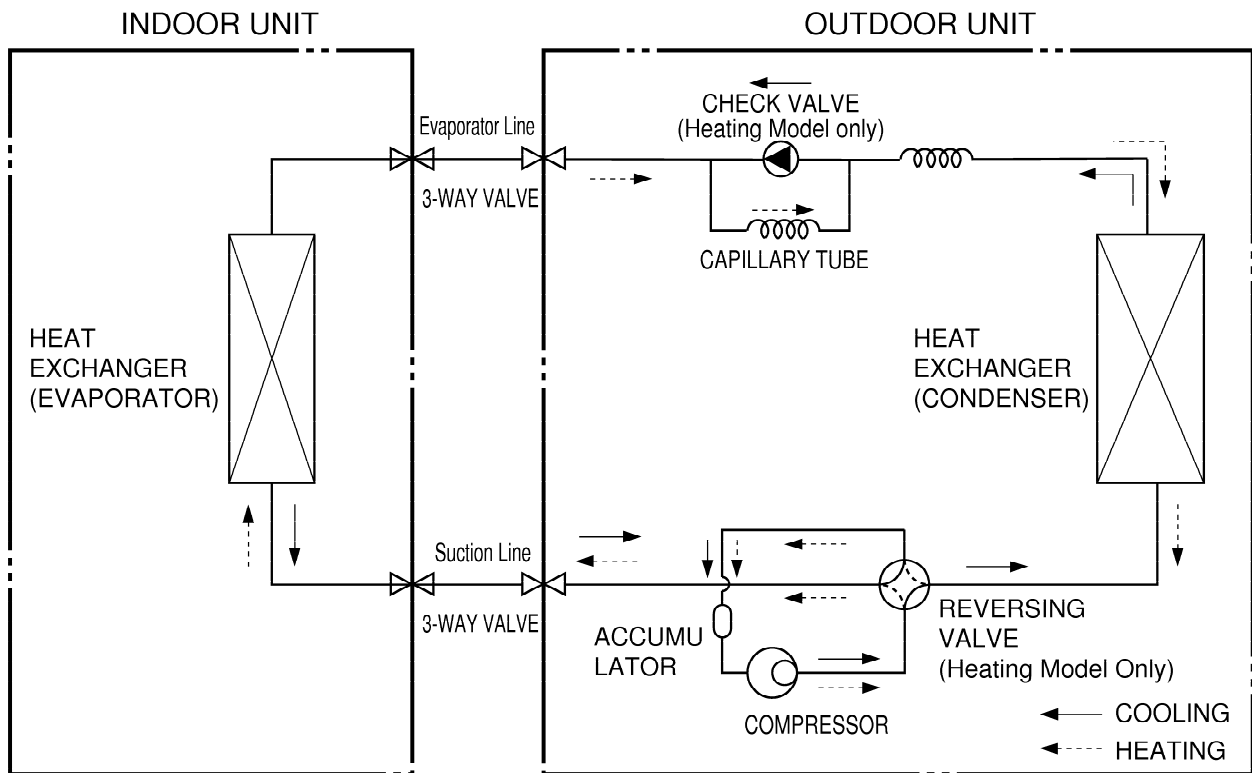 INDOOR UNIT
OUTDOOR UNIT
CHECK VALVE
(Heating Model only)
Evaporator Line
3-WAY VALVE
CAPILLARY TUBE
HEAT
EXCHANGER
(EVAPORATOR)
HEAT
EXCHANGER
(CONDENSER)
Suction Line
3-WAY VALVE
ACCUMU
LATOR
REVERSING
VALVE
(Heating Model Only)
COMPRESSOR
COOLING
HEATING